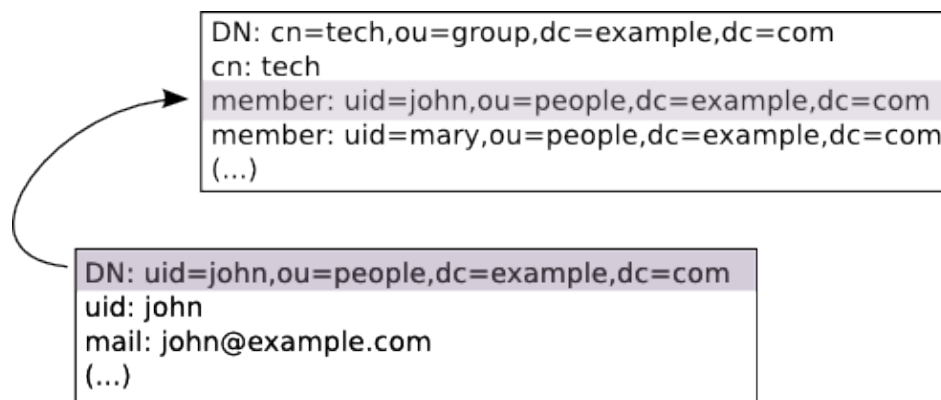 DN: cn=tech,ou=group,dc=example,dc=com
cn: tech
member: uid=john,ou=people,dc=example,dc=com
member: uid=mary,ou=people,dc=example,dc=com
(...)
DN: uid=john,ou=people,dc=example,dc=com
uid: john
mail: john@example.com
(...)